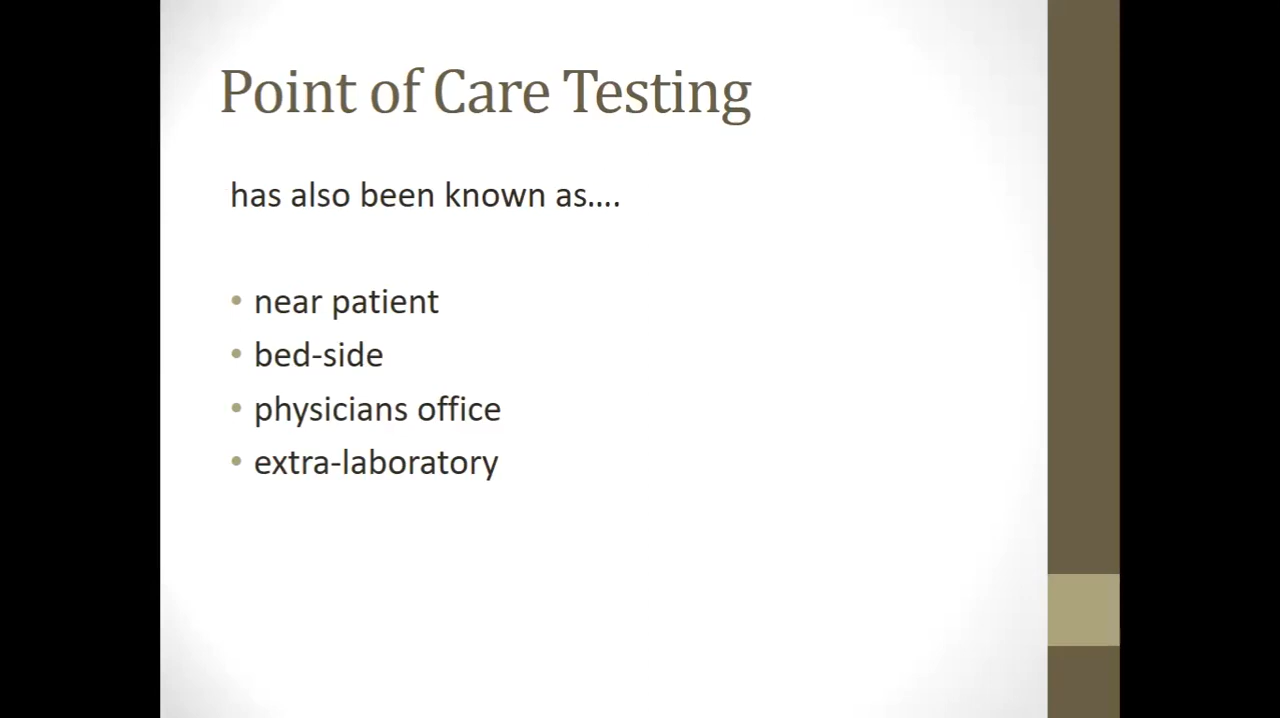 Point of Care Testing
has also been known as....
• near patient
• bed-side
• physicians office
• extra-laboratory